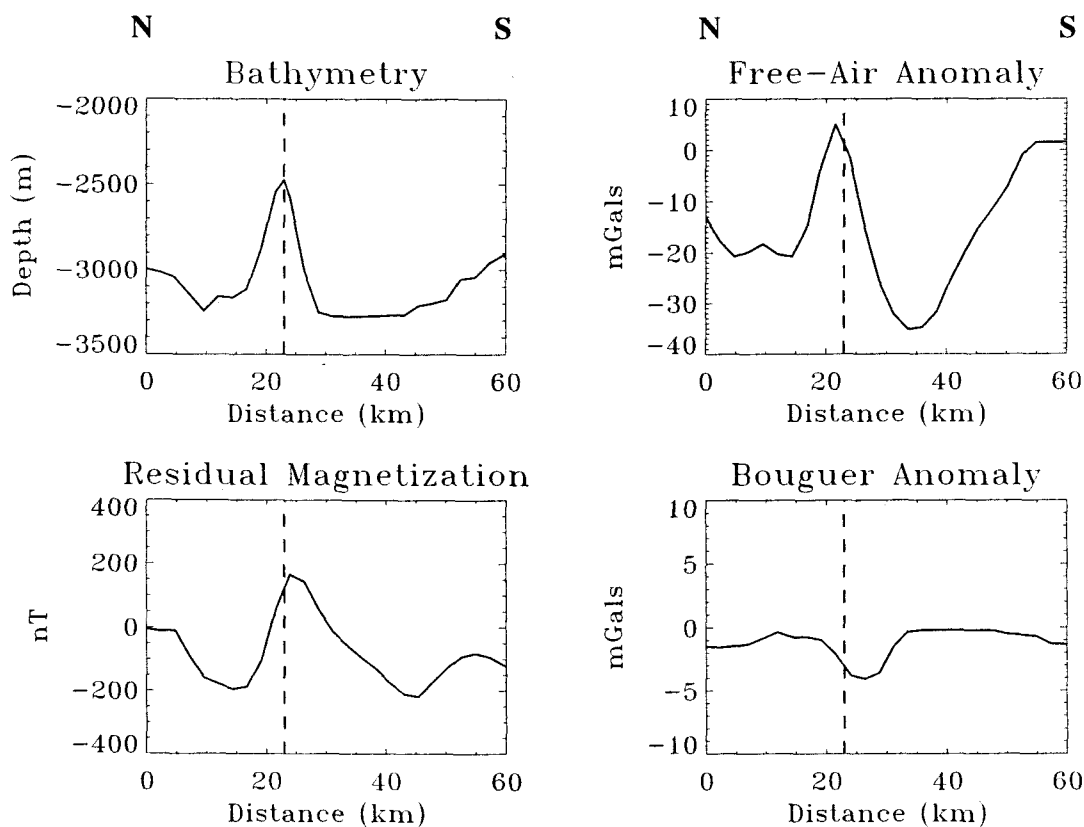 N S
Bathymetry
-2000
-2500
-3000
-3500
Depth (m)
0 20 40 60
Distance (km)
N S
Free-Air Anomaly
10
0
-10
-20
-30
-40
mGals
0 20 40 60
Distance (km)
Residual Magnetization
400
200
0
-200
-400
nT
0 20 40 60
Distance (km)
Bouguer Anomaly
10
5
0
-5
-10
mGals
0 20 40 60
Distance (km)